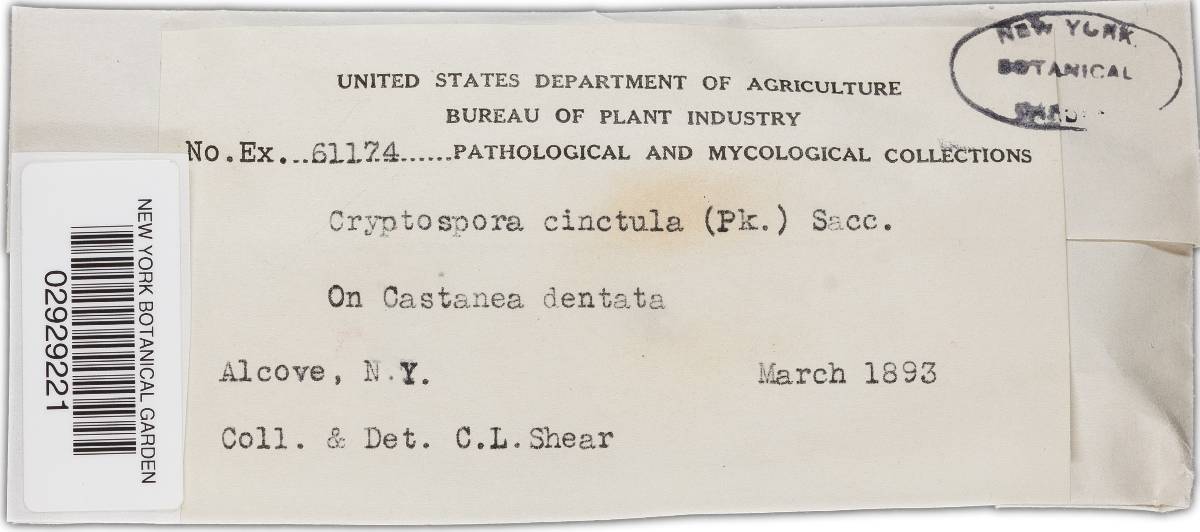 NEW YORK
BOTANICAL
UNITED STATES DEPARTMENT OF AGRICULTURE
BUREAU OF PLANT INDUSTRY
No.Ex...61174......PATHOLOGICAL AND MYCOLOGICAL COLLECTIONS
Cryptospora cinctula (Pk.) Sacc.
On Castanea dentata
Alcove, N.Y. March 1893
Coll. & Det. C.L.Shear
NEW YORK BOTANICAL GARDEN
02929221